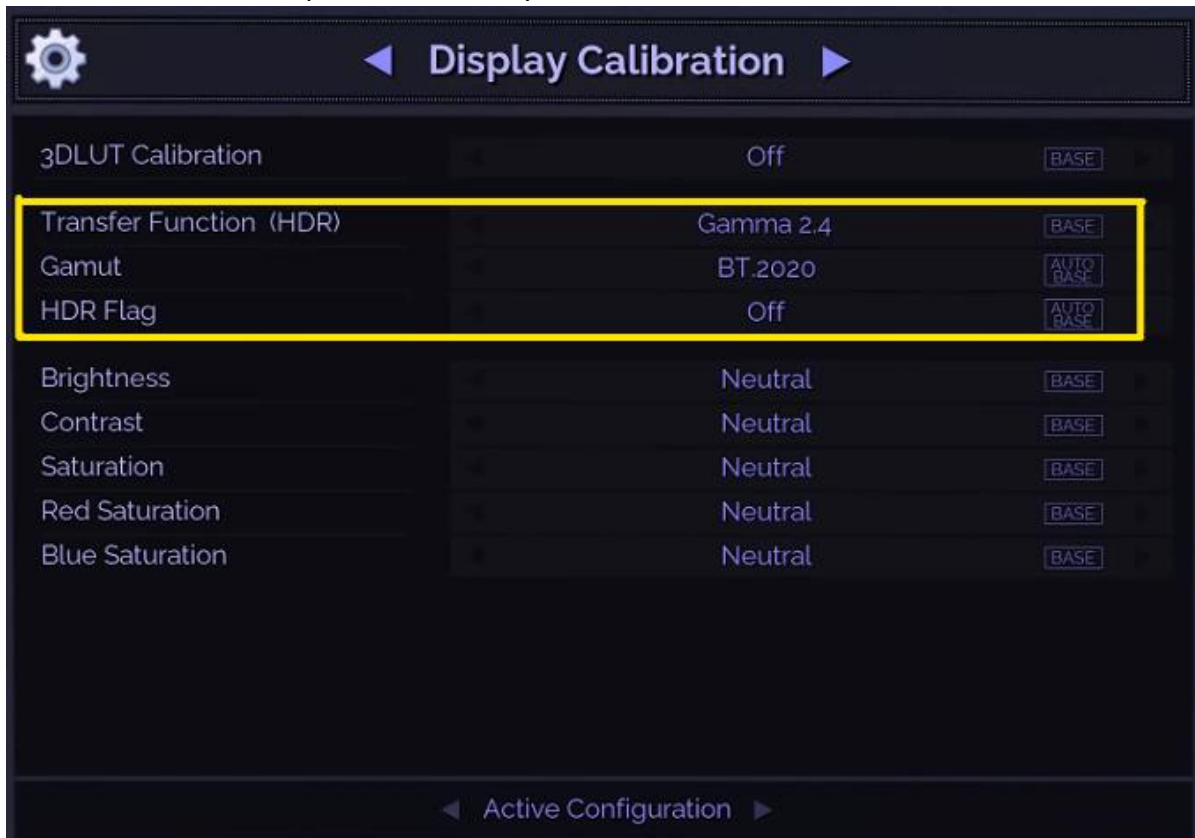 Display Calibration
3DLUT Calibration Off BASE
Transfer Function (HDR) Gamma 2.4 BASE
Gamut BT.2020 AUTO BASE
HDR Flag Off AUTO BASE
Brightness Neutral BASE
Contrast Neutral BASE
Saturation Neutral BASE
Red Saturation Neutral BASE
Blue Saturation Neutral BASE
Active Configuration